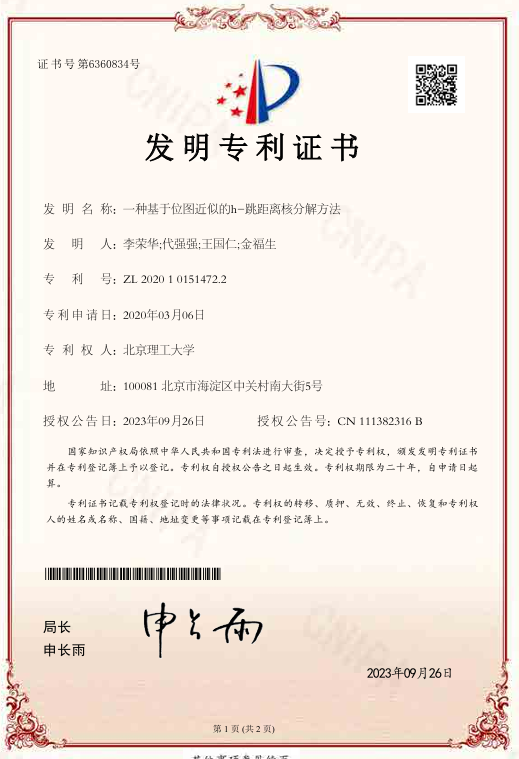 证书号第6360834号
发明专利证书
发明名称：一种基于位图近似的h-跳距离核分解方法
发明人：李荣华;代强强;王国仁;金福生
专利号：ZL 2020 1 0151472.2
专利申请日：2020年03月06日
专利权人：北京理工大学
地址：100081 北京市海淀区中关村南大街5号
授权公告日：2023年09月26日 授权公告号：CN 111382316 B
国家知识产权局依照中华人民共和国专利法进行审查，决定授予专利权，颁发发明专利证书
并在专利登记簿上予以登记。专利权自授权公告之日起生效。专利权期限为二十年，自申请日起
算。
专利证书记载专利权登记时的法律状况。专利权的转移、质押、无效、终止、恢复和专利权
人的姓名或名称、国籍、地址变更等事项记载在专利登记簿上。
局长
申长雨
申长雨
2023年09月26日
第 1 页 (共 2 页)
CNIPA
CNIPA
CNIPA
CNIPA